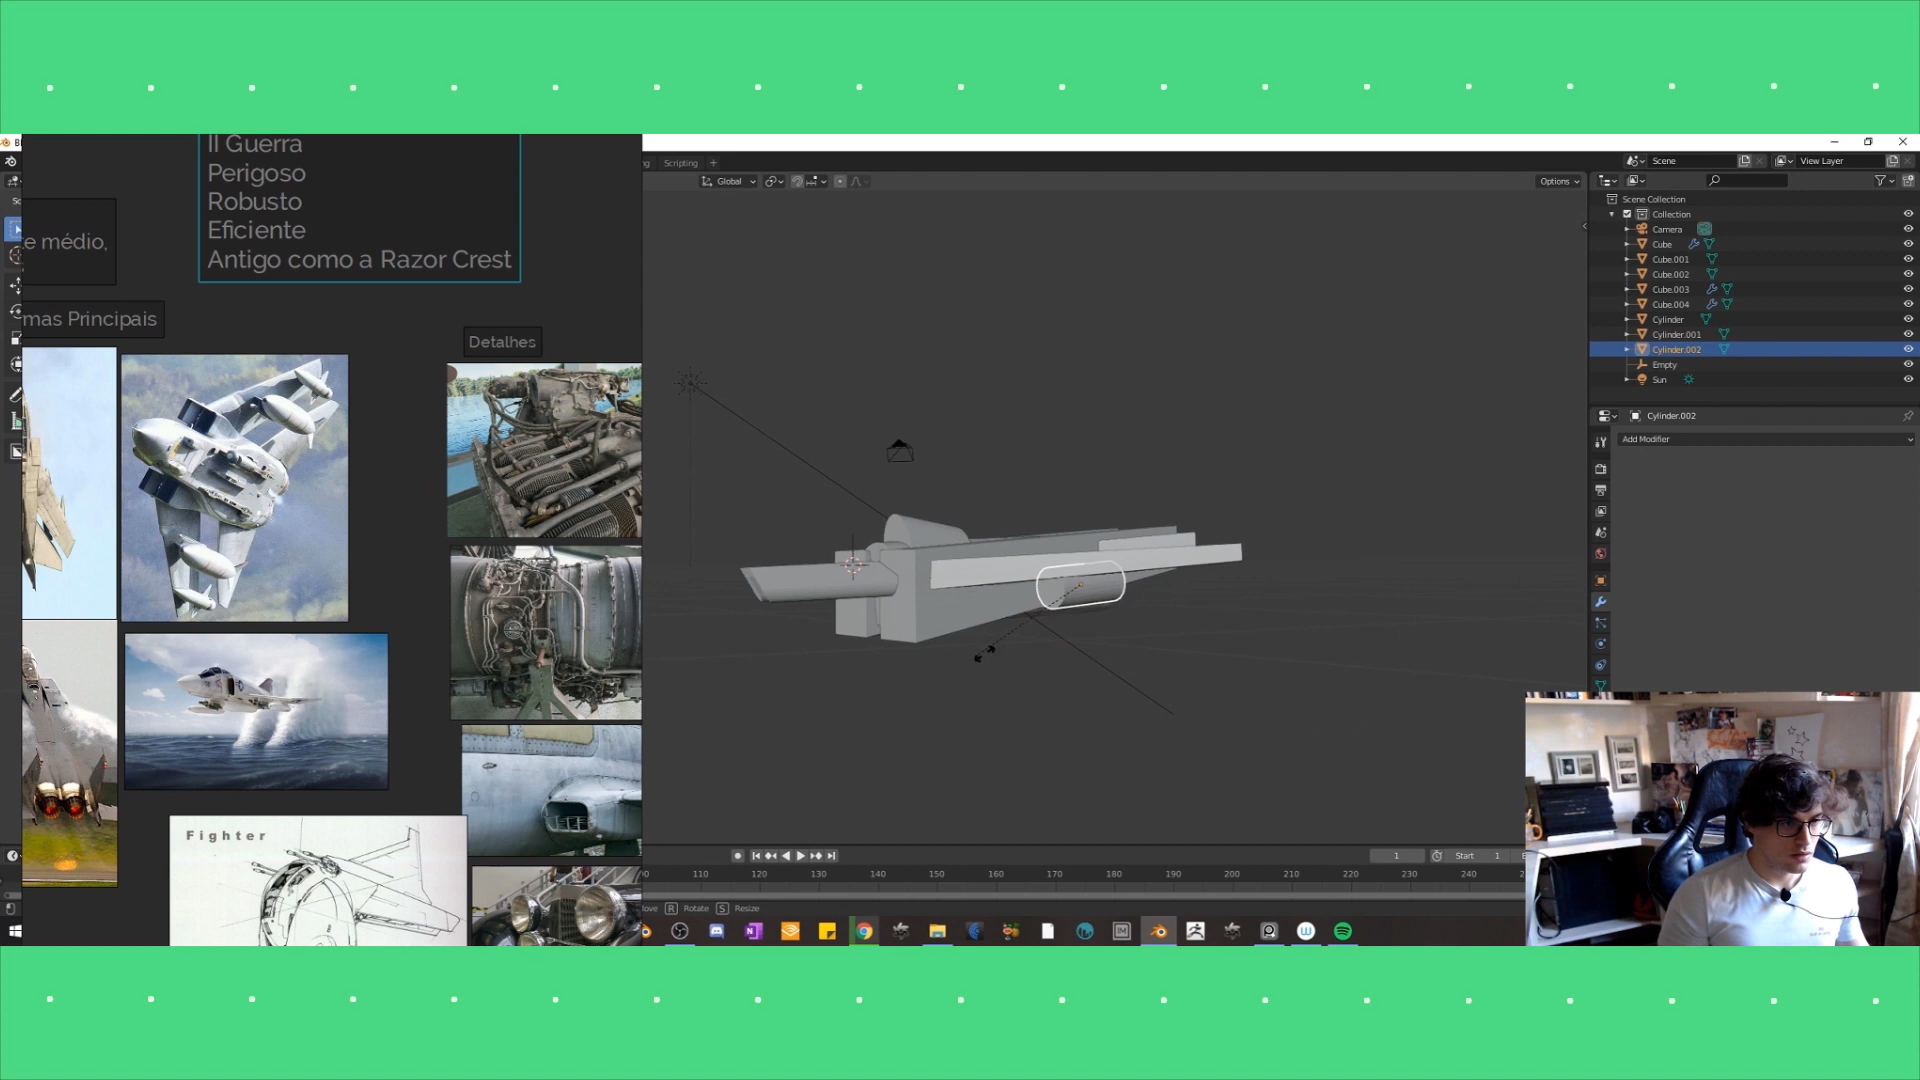 II Guerra
Perigoso
Robusto
Eficiente
Antigo como a Razor Crest
e médio,
mas Principais
Detalhes
Fighter
Scripting +
Global
Options
Scene
View Layer
Scene Collection
Collection
Camera
Cube
Cube.001
Cube.002
Cube.003
Cube.004
Cylinder
Cylinder.001
Cylinder.002
Empty
Sun
Cylinder.002
Add Modifier
1
Start 1
110 120 130 140 150 160 170 180 190 200 210 220 230 240
R Rotate S Resize